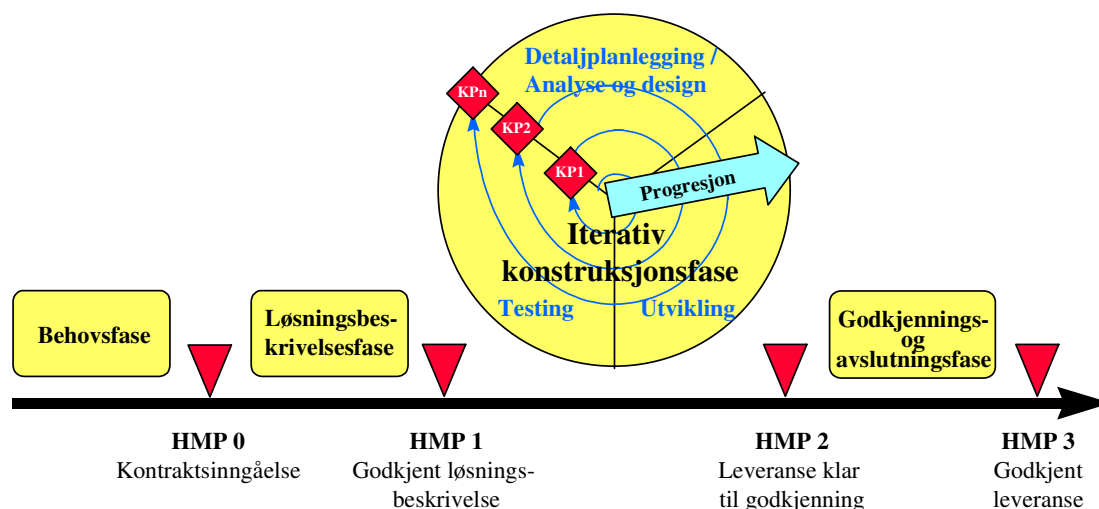 Detaljplanlegging /
Analyse og design
KPn
KP2
KP1
Progresjon
Iterativ
konstruksjonsfase
Testing
Utvikling
Behovsfase
Løsningsbes-
krivelsesfase
Godkjennings-
og
avslutningsfase
HMP 0
Kontraktsinngåelse
HMP 1
Godkjent løsnings-
beskrivelse
HMP 2
Leveranse klar
til godkjenning
HMP 3
Godkjent
leveranse